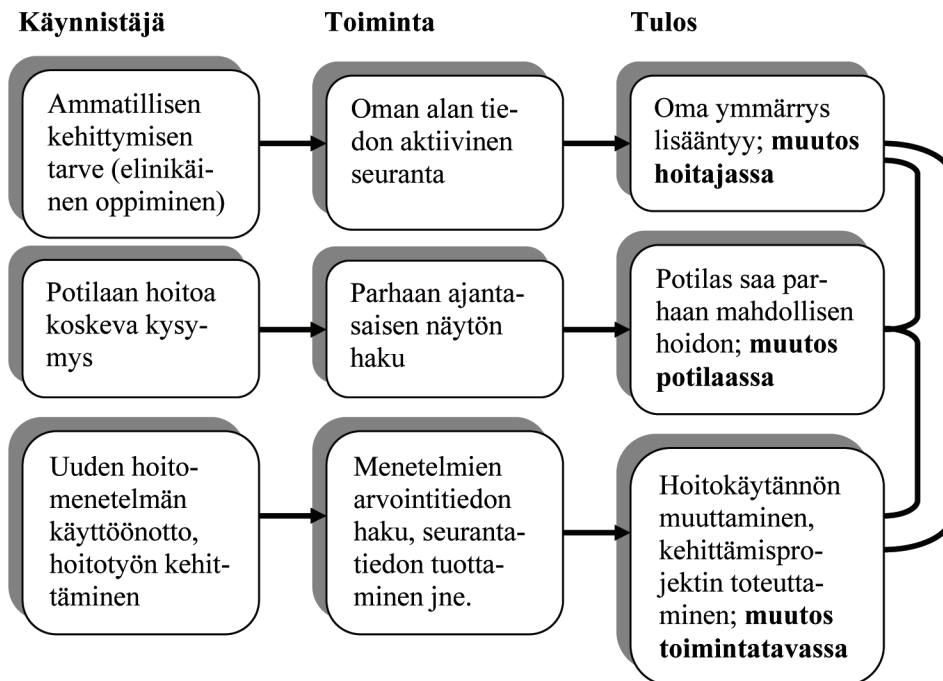 Käynnistäjä
Toiminta
Tulos
Ammatillisen
kehittymisen
tarve (elinikäi-
nen oppiminen)
Oman alan tie-
don aktiivinen
seuranta
Oma ymmärrys
lisääntyy; muutos
hoitajassa
Potilaan hoitoa
koskeva kysy-
mys
Parhaan ajanta-
saisen näytön
haku
Potilas saa par-
haan mahdollisen
hoidon; muutos
potilaassa
Uuden hoito-
menetelmän
käyttöönotto,
hoitotyön kehit-
täminen
Menetelmien
arvointitiedon
haku, seuranta-
tiedon tuotta-
minen jne.
Hoitokäytännön
muuttaminen,
kehittämispro-
jektin toteutta-
minen; muutos
toimintatavassa